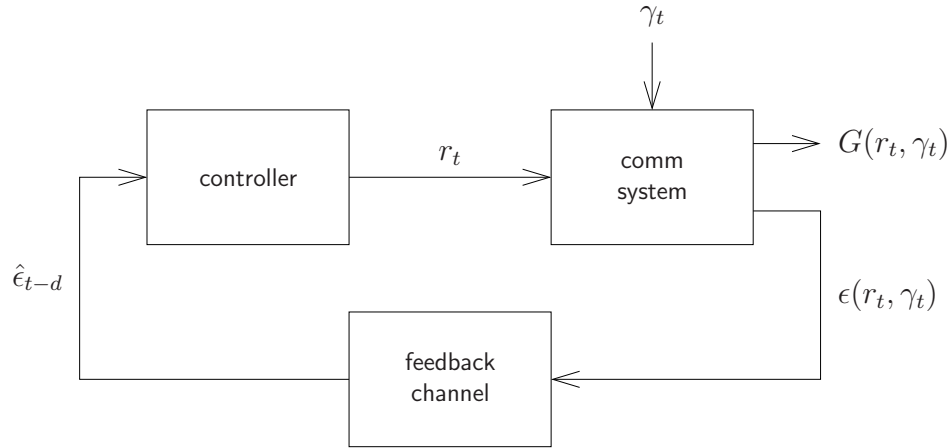 γ_t
controller
r_t
comm
system
G(r_t, γ_t)
ϵ̂_{t−d}
ϵ(r_t, γ_t)
feedback
channel